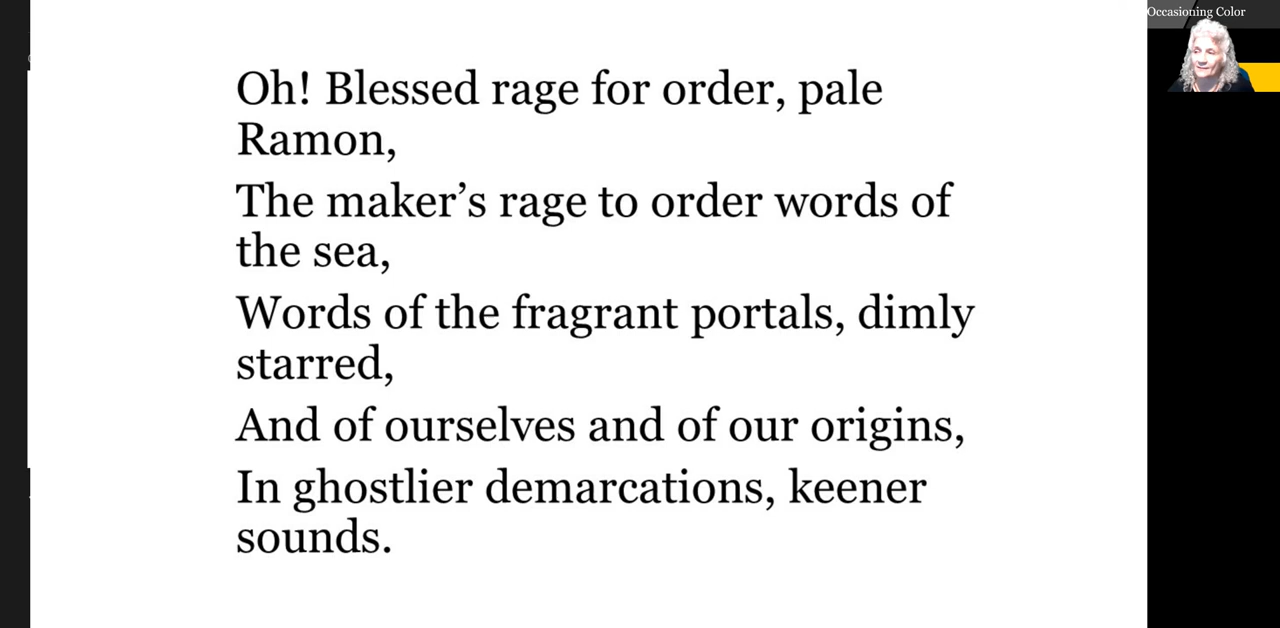 Occasioning Color
Oh! Blessed rage for order, pale
Ramon,
The maker’s rage to order words of
the sea,
Words of the fragrant portals, dimly
starred,
And of ourselves and of our origins,
In ghostlier demarcations, keener
sounds.